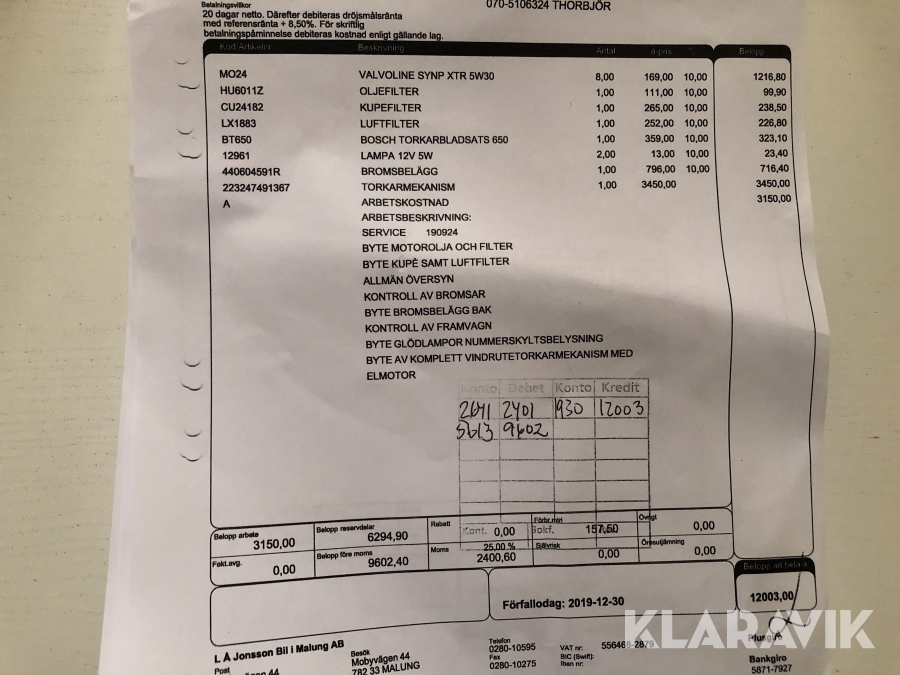 Betalningsvillkor
070-5106324 THORBJÖR
20 dagar netto. Därefter debiteras dröjsmålsränta
med referensränta + 8,50%. För skriftlig
betalningspåminnelse debiteras kostnad enligt gällande lag.
Kod Artikelnr Beskrivning Antal á-pris % Belopp
MO24 VALVOLINE SYNP XTR 5W30 8,00 169,00 10,00 1216,80
HU6011Z OLJEFILTER 1,00 111,00 10,00 99,90
CU24182 KUPEFILTER 1,00 265,00 10,00 238,50
LX1883 LUFTFILTER 1,00 252,00 10,00 226,80
BT650 BOSCH TORKARBLADSATS 650 1,00 359,00 10,00 323,10
12961 LAMPA 12V 5W 2,00 13,00 10,00 23,40
440604591R BROMSBELÄGG 1,00 796,00 10,00 716,40
223247491367 TORKARMEKANISM 1,00 3450,00 3450,00
A ARBETSKOSTNAD 3150,00
ARBETSBESKRIVNING:
SERVICE 190924
BYTE MOTOROLJA OCH FILTER
BYTE KUPÈ SAMT LUFTFILTER
ALLMÄN ÖVERSYN
KONTROLL AV BROMSAR
BYTE BROMSBELÄGG BAK
KONTROLL AV FRAMVAGN
BYTE GLÖDLAMPOR NUMMERSKYLTSBELYSNING
BYTE AV KOMPLETT VINDRUTETORKARMEKANISM MED
ELMOTOR
Konto Debet Konto Kredit
2641 2401 1930 12003
5613 9602
Kont. Bokf.
Belopp arbete Belopp reservdelar Rabatt Förbr.mtrl Övrigt
3150,00 6294,90 0,00 157,50 0,00
Fakt.avg. Belopp före moms Moms 25,00 % Självrisk Öresutjämning
0,00 9602,40 2400,60 0,00 0,00
Belopp att betala
Förfallodag: 2019-12-30 12003,00
KLARAVIK
L Å Jonsson Bil i Malung AB
Besök
Telefon
VAT nr: 556468-2879
Plusgiro
Post
Mobyvägen 44
0280-10595
Fax
BIC (Swift):
Bankgiro
44
782 33 MALUNG
0280-10275
Iban nr:
5871-7927